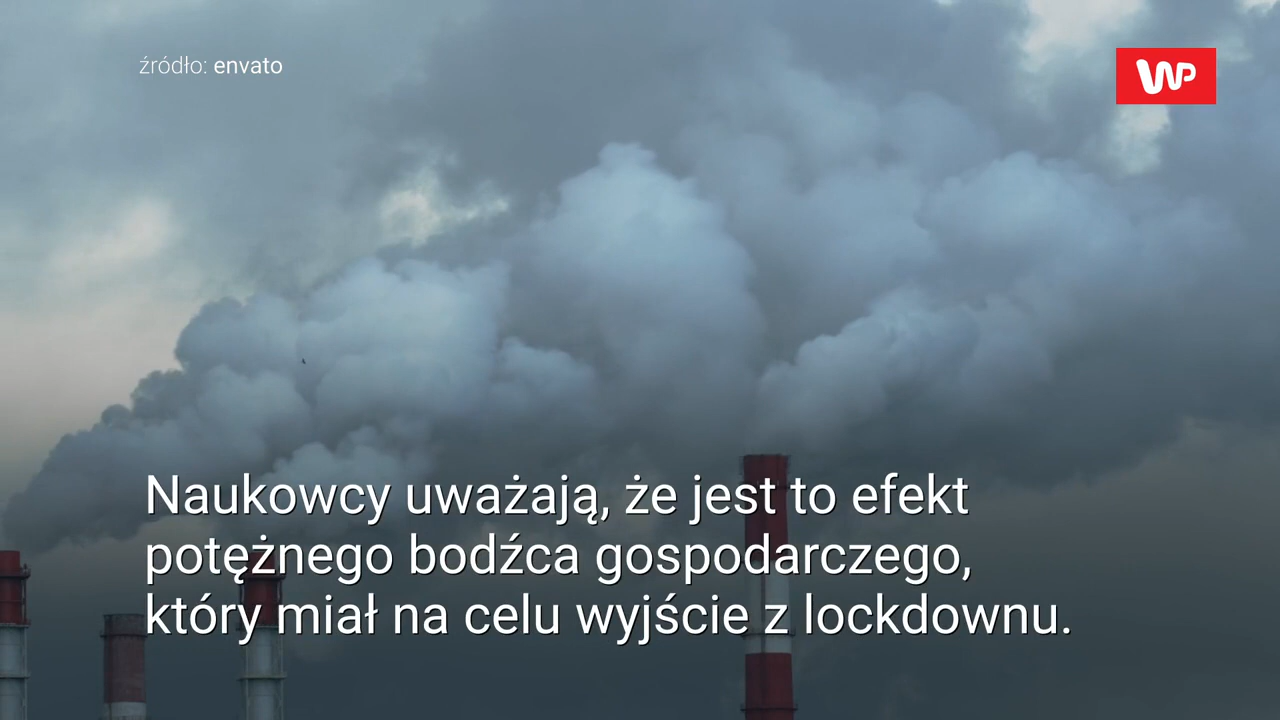 źródło: envato
WP
Naukowcy uważają, że jest to efekt
potężnego bodźca gospodarczego,
który miał na celu wyjście z lockdownu.